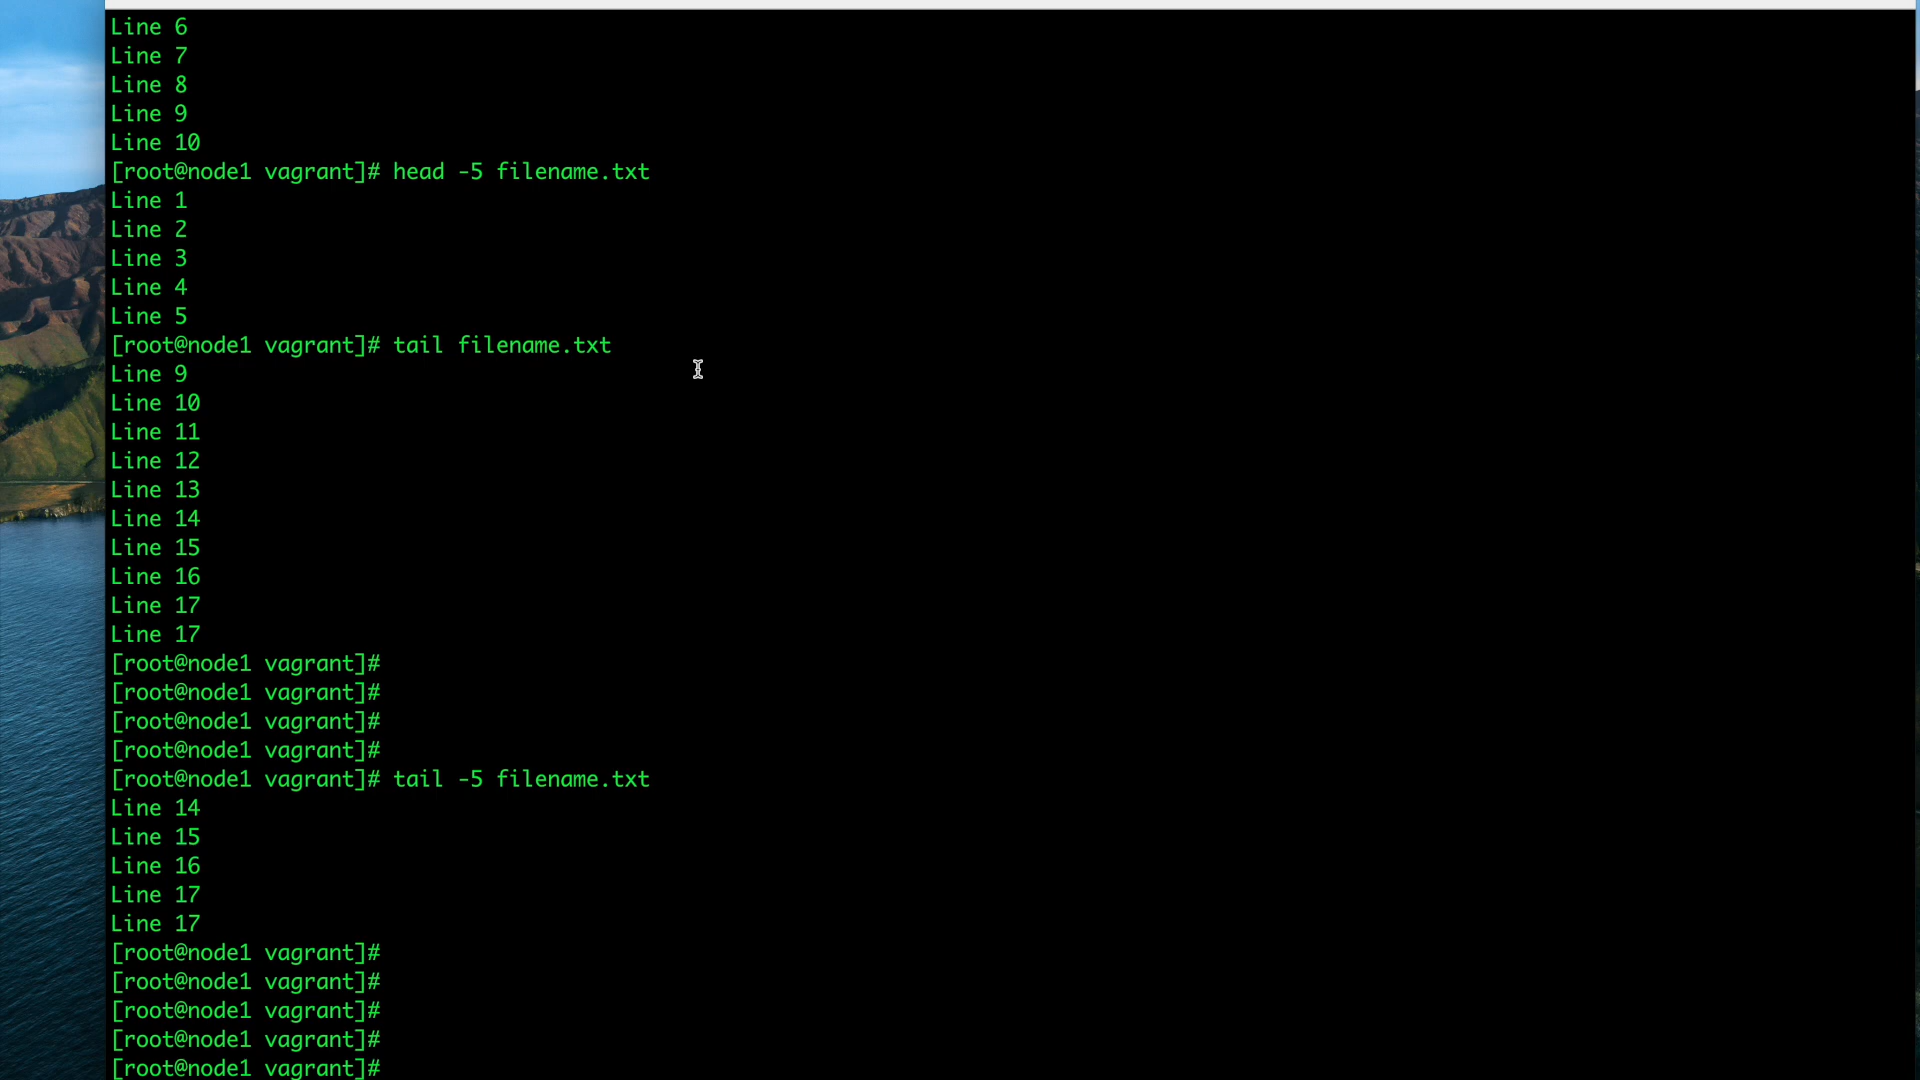 Line 6
Line 7
Line 8
Line 9
Line 10
[root@node1 vagrant]# head -5 filename.txt
Line 1
Line 2
Line 3
Line 4
Line 5
[root@node1 vagrant]# tail filename.txt
Line 9
Line 10
Line 11
Line 12
Line 13
Line 14
Line 15
Line 16
Line 17
Line 17
[root@node1 vagrant]#
[root@node1 vagrant]#
[root@node1 vagrant]#
[root@node1 vagrant]#
[root@node1 vagrant]# tail -5 filename.txt
Line 14
Line 15
Line 16
Line 17
Line 17
[root@node1 vagrant]#
[root@node1 vagrant]#
[root@node1 vagrant]#
[root@node1 vagrant]#
[root@node1 vagrant]#